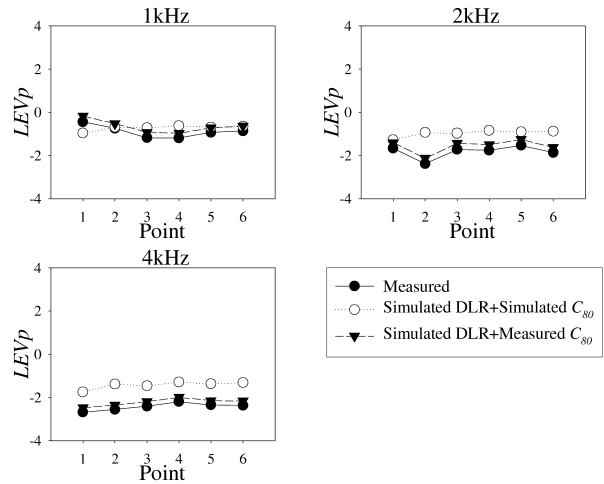 1kHz
4
2
0
-2
-4
LEVp
1 2 3 4 5 6
Point
2kHz
4
2
0
-2
-4
LEVp
1 2 3 4 5 6
Point
4kHz
4
2
0
-2
-4
LEVp
1 2 3 4 5 6
Point
Measured
Simulated DLR+Simulated C80
Simulated DLR+Measured C80